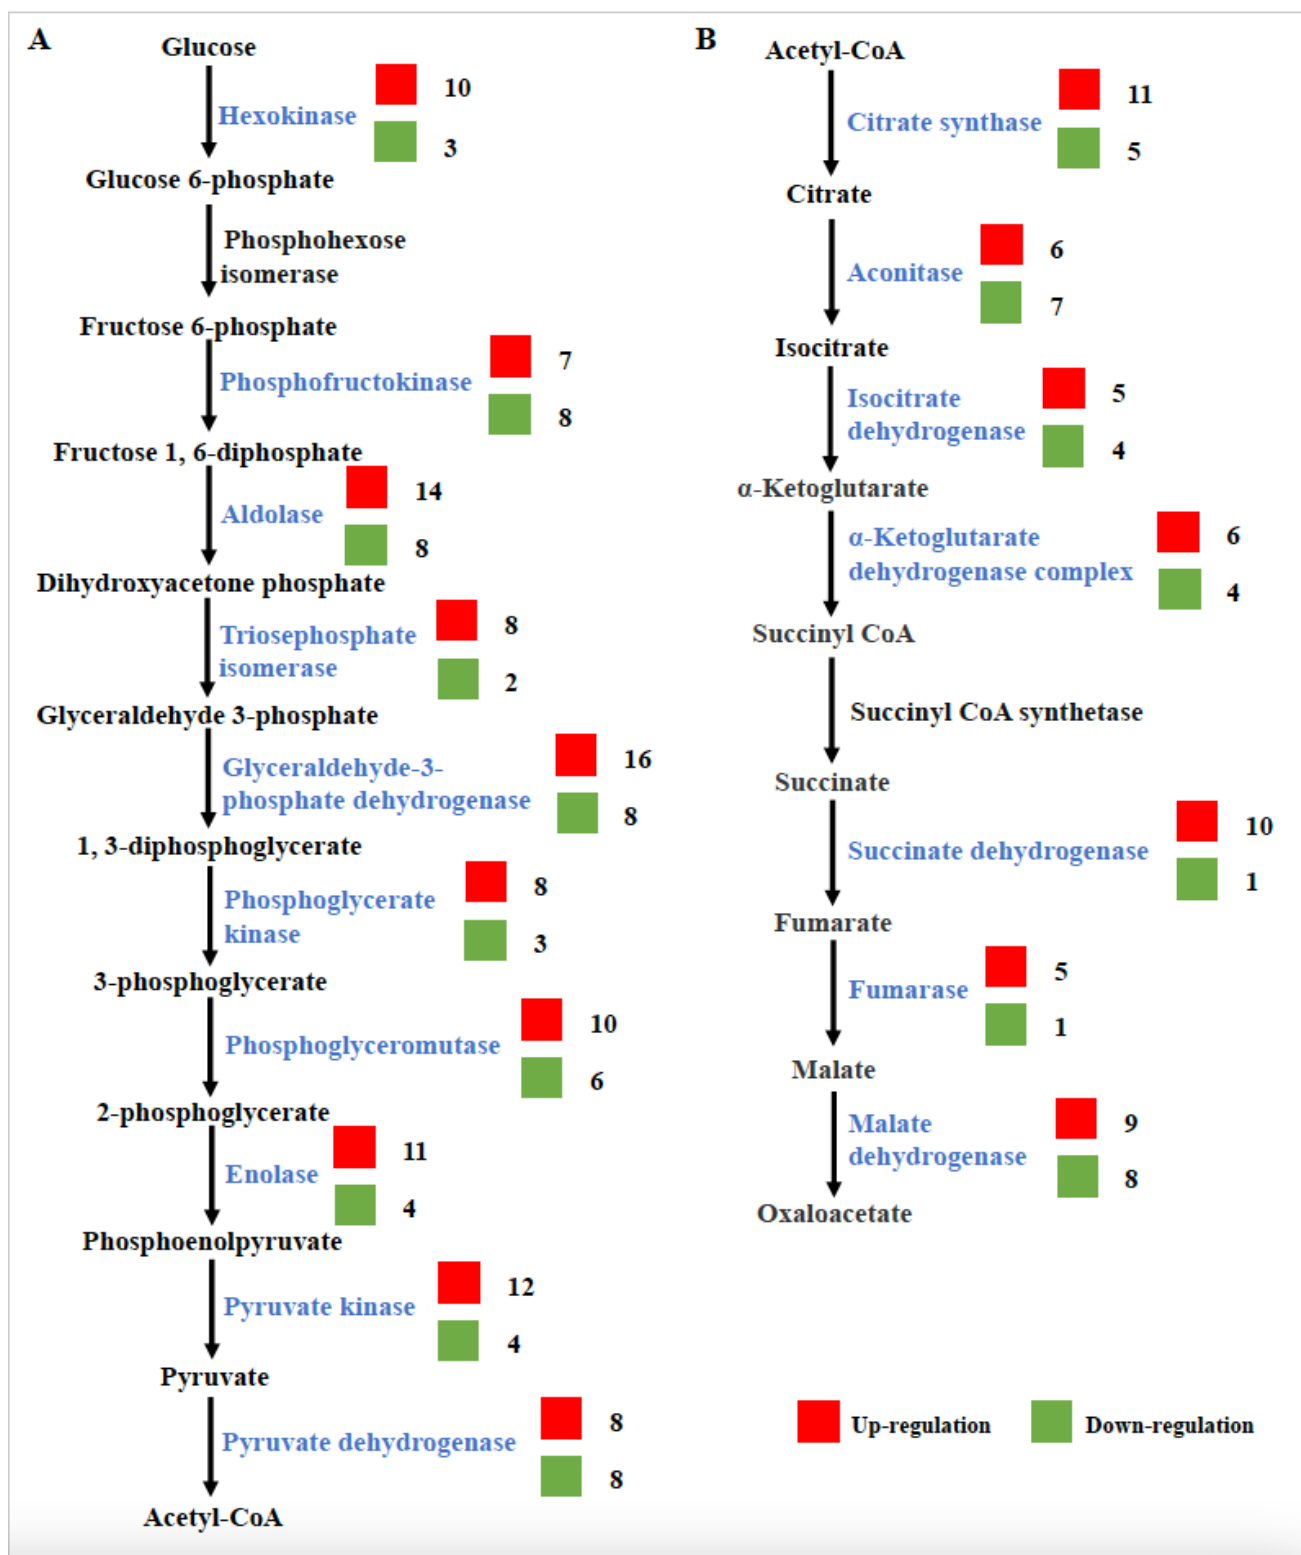 A
Glucose
Hexokinase
10
3
Glucose 6-phosphate
Phosphohexose
isomerase
Fructose 6-phosphate
Phosphofructokinase
7
8
Fructose 1, 6-diphosphate
Aldolase
14
8
Dihydroxyacetone phosphate
Triosephosphate
isomerase
8
2
Glyceraldehyde 3-phosphate
Glyceraldehyde-3-
phosphate dehydrogenase
16
8
1, 3-diphosphoglycerate
Phosphoglycerate
kinase
8
3
3-phosphoglycerate
Phosphoglyceromutase
10
6
2-phosphoglycerate
Enolase
11
4
Phosphoenolpyruvate
Pyruvate kinase
12
4
Pyruvate
Pyruvate dehydrogenase
8
8
Acetyl-CoA
B
Acetyl-CoA
Citrate synthase
11
5
Citrate
Aconitase
6
7
Isocitrate
Isocitrate
dehydrogenase
5
4
α-Ketoglutarate
α-Ketoglutarate
dehydrogenase complex
6
4
Succinyl CoA
Succinyl CoA synthetase
Succinate
Succinate dehydrogenase
10
1
Fumarate
Fumarase
5
1
Malate
Malate
dehydrogenase
9
8
Oxaloacetate
Up-regulation
Down-regulation